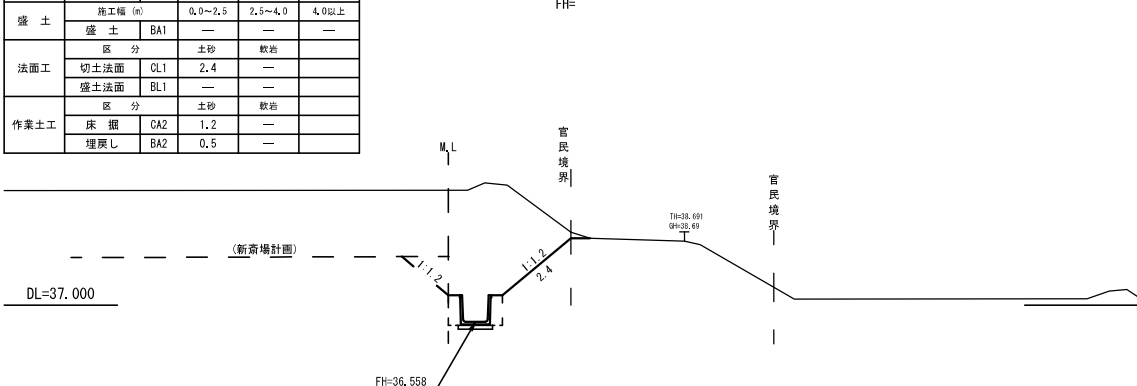 盛 土
施工幅 (m) 0.0~2.5 2.5~4.0 4.0以上
盛 土 BA1 — — —
法面工
区 分 土砂 軟岩
切土法面 CL1 2.4 —
盛土法面 BL1 — —
作業土工
区 分 土砂 軟岩
床 掘 CA2 1.2 —
埋戻し BA2 0.5 —
FH=
M.L
官民境界
官民境界
TH=38.691
GH=38.69
(新斎場計画)
1:1.2
1:1.2
2.4
DL=37.000
FH=36.558